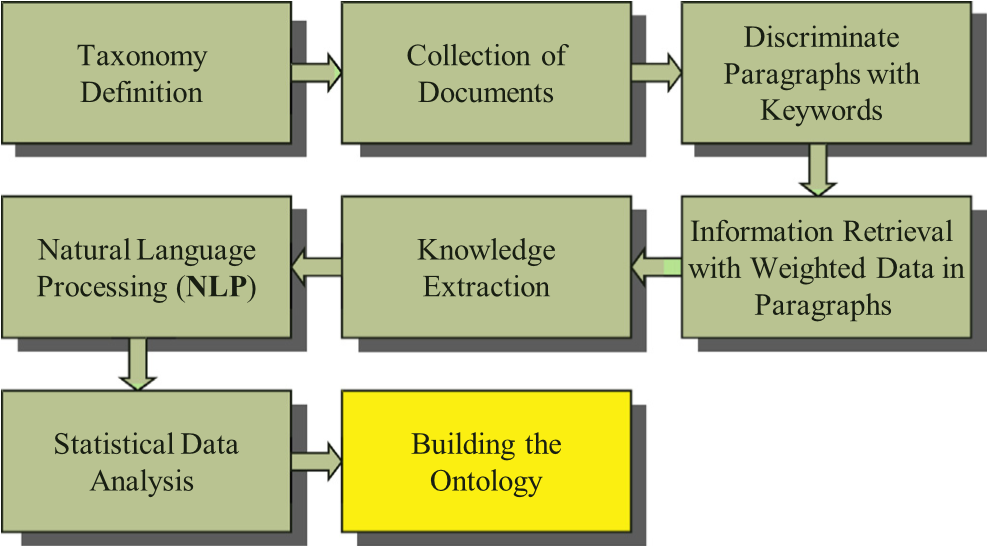 Taxonomy
Definition
Collection of
Documents
Discriminate
Paragraphs with
Keywords
Information Retrieval
with Weighted Data in
Paragraphs
Knowledge
Extraction
Natural Language
Processing (NLP)
Statistical Data
Analysis
Building the
Ontology